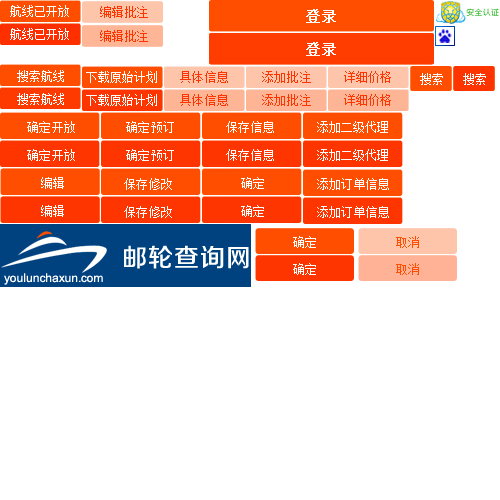 航线已开放 编辑批注 登录 安全认证
航线已开放 编辑批注 登录
搜索航线 下载原始计划 具体信息 添加批注 详细价格 搜索 搜索
搜索航线 下载原始计划 具体信息 添加批注 详细价格
确定开放 确定预订 保存信息 添加二级代理
确定开放 确定预订 保存信息 添加二级代理
编辑 保存修改 确定 添加订单信息
编辑 保存修改 确定 添加订单信息
邮轮查询网
youlunchaxun.com
确定 取消
确定 取消